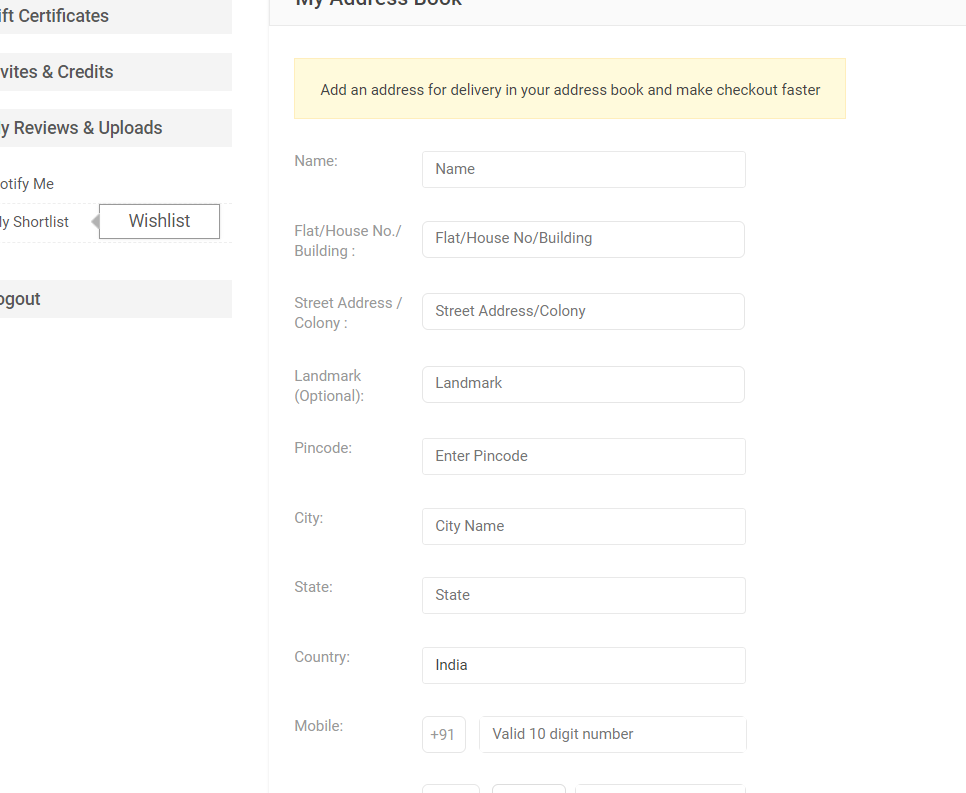 ift Certificates
vites & Credits
y Reviews & Uploads
otify Me
y Shortlist
Wishlist
ogout
My Address Book
Add an address for delivery in your address book and make checkout faster
Name:
Name
Flat/House No./
Building :
Flat/House No/Building
Street Address /
Colony :
Street Address/Colony
Landmark
(Optional):
Landmark
Pincode:
Enter Pincode
City:
City Name
State:
State
Country:
India
Mobile:
+91
Valid 10 digit number